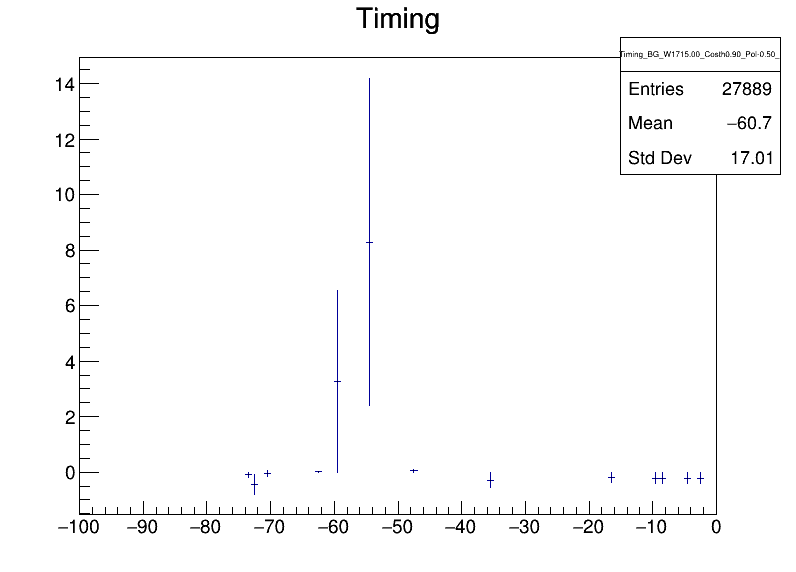 Timing
Timing_BG_W1715.00_Costh0.90_Pol-0.50_
Entries 27889
Mean −60.7
Std Dev 17.01
14
12
10
8
6
4
2
0
−100 −90 −80 −70 −60 −50 −40 −30 −20 −10 0